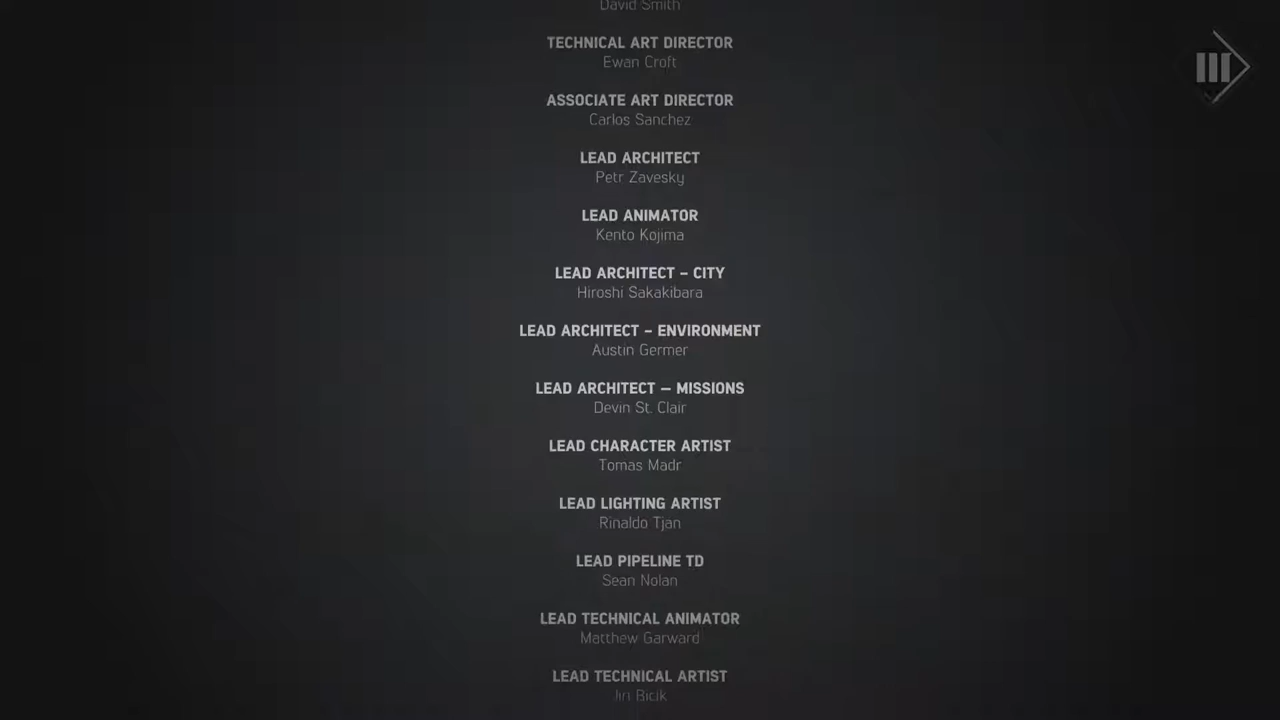 David Smith
TECHNICAL ART DIRECTOR
Ewan Croft
ASSOCIATE ART DIRECTOR
Carlos Sanchez
LEAD ARCHITECT
Petr Zavesky
LEAD ANIMATOR
Kento Kojima
LEAD ARCHITECT – CITY
Hiroshi Sakakibara
LEAD ARCHITECT – ENVIRONMENT
Austin Germer
LEAD ARCHITECT – MISSIONS
Devin St. Clair
LEAD CHARACTER ARTIST
Tomas Madr
LEAD LIGHTING ARTIST
Rinaldo Tjan
LEAD PIPELINE TD
Sean Nolan
LEAD TECHNICAL ANIMATOR
Matthew Garward
LEAD TECHNICAL ARTIST
Jiri Bicik